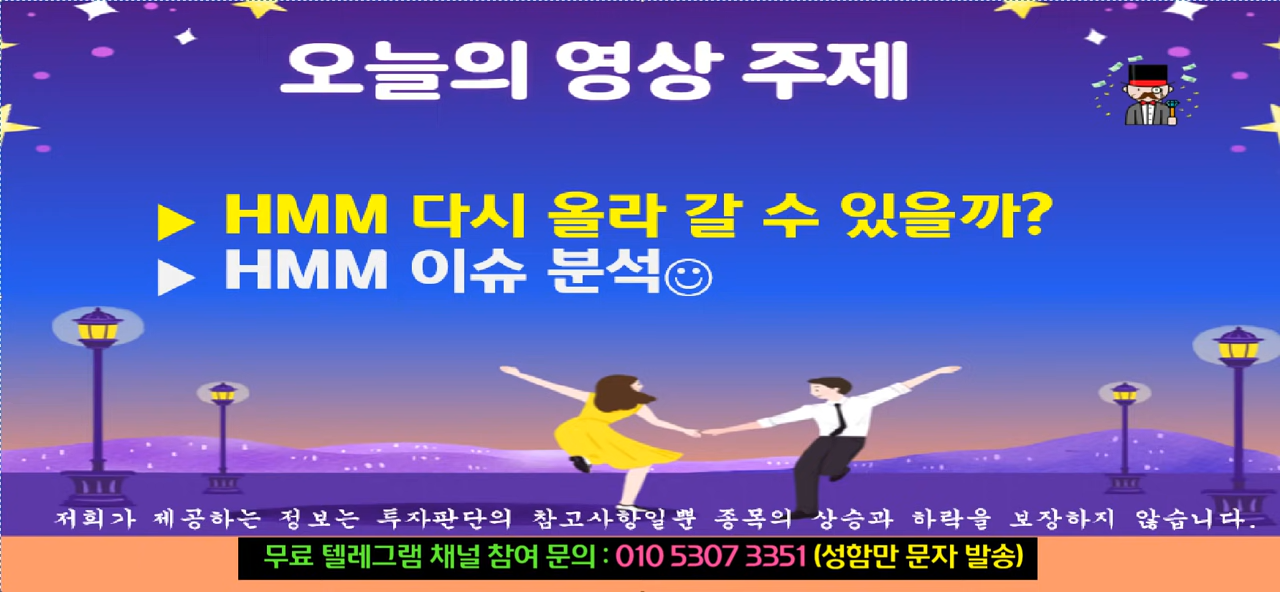 오늘의 영상 주제
▶ HMM 다시 올라 갈 수 있을까?
▶ HMM 이슈 분석☺
저희가 제공하는 정보는 투자판단의 참고사항일뿐 종목의 상승과 하락을 보장하지 않습니다.
무료 텔레그램 채널 참여 문의 : 010 5307 3351 (성함만 문자 발송)